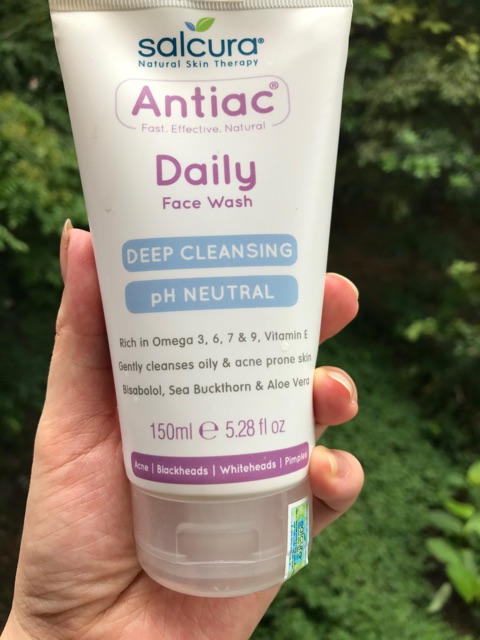 salcura®
Natural Skin Therapy
Antiac®
Fast. Effective. Natural
Daily
Face Wash
DEEP CLEANSING
pH NEUTRAL
Rich in Omega 3, 6, 7 & 9, Vitamin E
Gently cleanses oily & acne prone skin
Bisabolol, Sea Buckthorn & Aloe Vera
150ml ℮ 5.28 fl oz
Acne | Blackheads | Whiteheads | Pimples